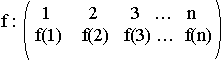 f : ( 1 2 3 ... n
f(1) f(2) f(3) ... f(n) )